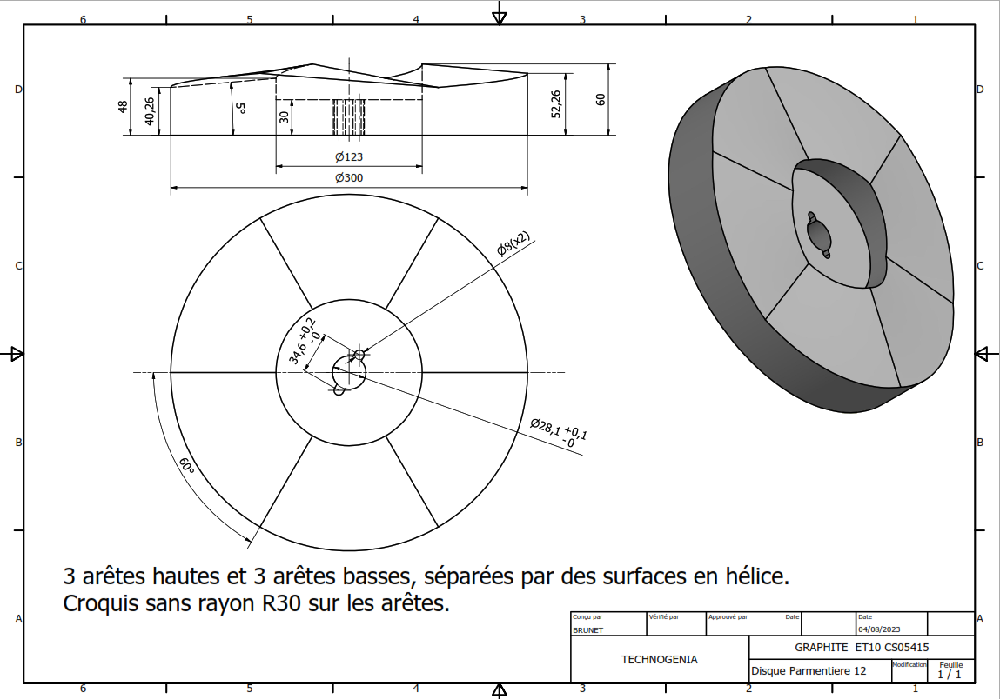 6 5 4 3 2 1
D D
48
40,26
5°
30
52,26
60
Ø123
Ø300
C C
Ø8(x2)
34,6 +0,2
-0
Ø28,1 +0,1
-0
B B
60°
3 arêtes hautes et 3 arêtes basses, séparées par des surfaces en hélice.
Croquis sans rayon R30 sur les arêtes.
A A
Conçu par Vérifié par Approuvé par Date Date
BRUNET 04/08/2023
TECHNOGENIA
GRAPHITE ET10 CS05415
Disque Parmentiere 12
Modification
Feuille
1 / 1
6 5 4 3 2 1